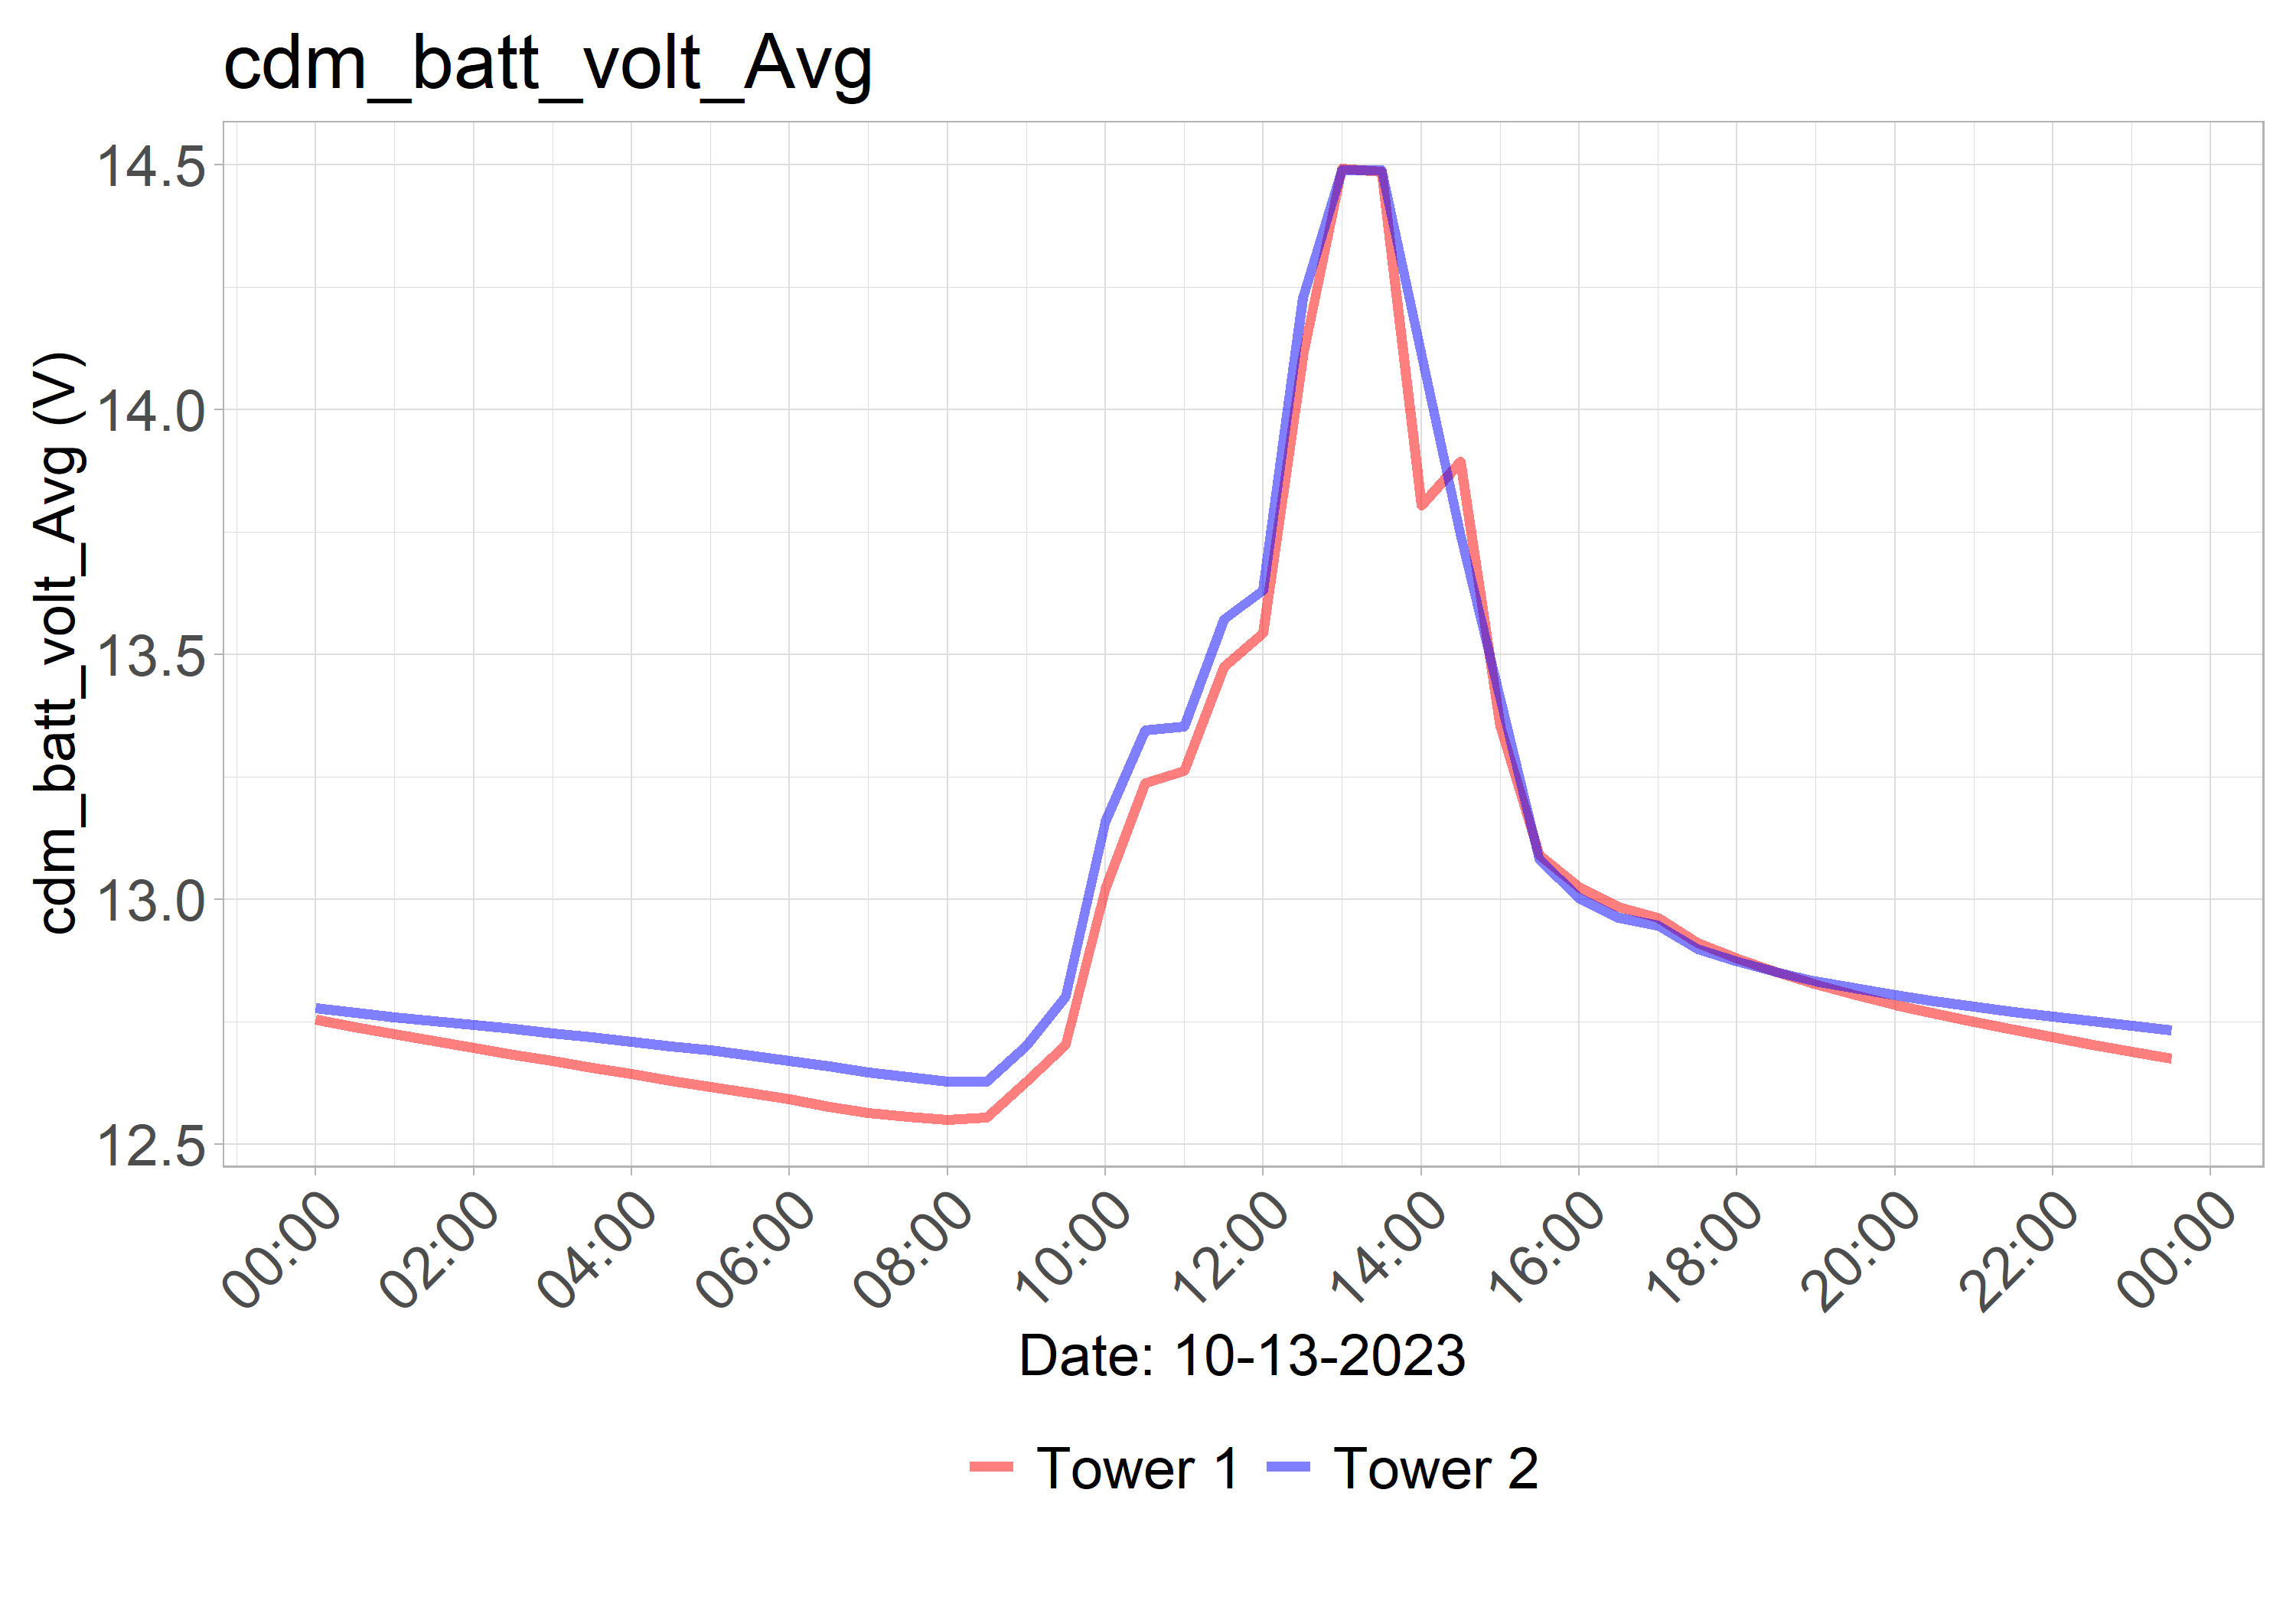 cdm_batt_volt_Avg
cdm_batt_volt_Avg (V)
14.5
14.0
13.5
13.0
12.5
00:00 02:00 04:00 06:00 08:00 10:00 12:00 14:00 16:00 18:00 20:00 22:00 00:00
Date: 10-13-2023
Tower 1 Tower 2